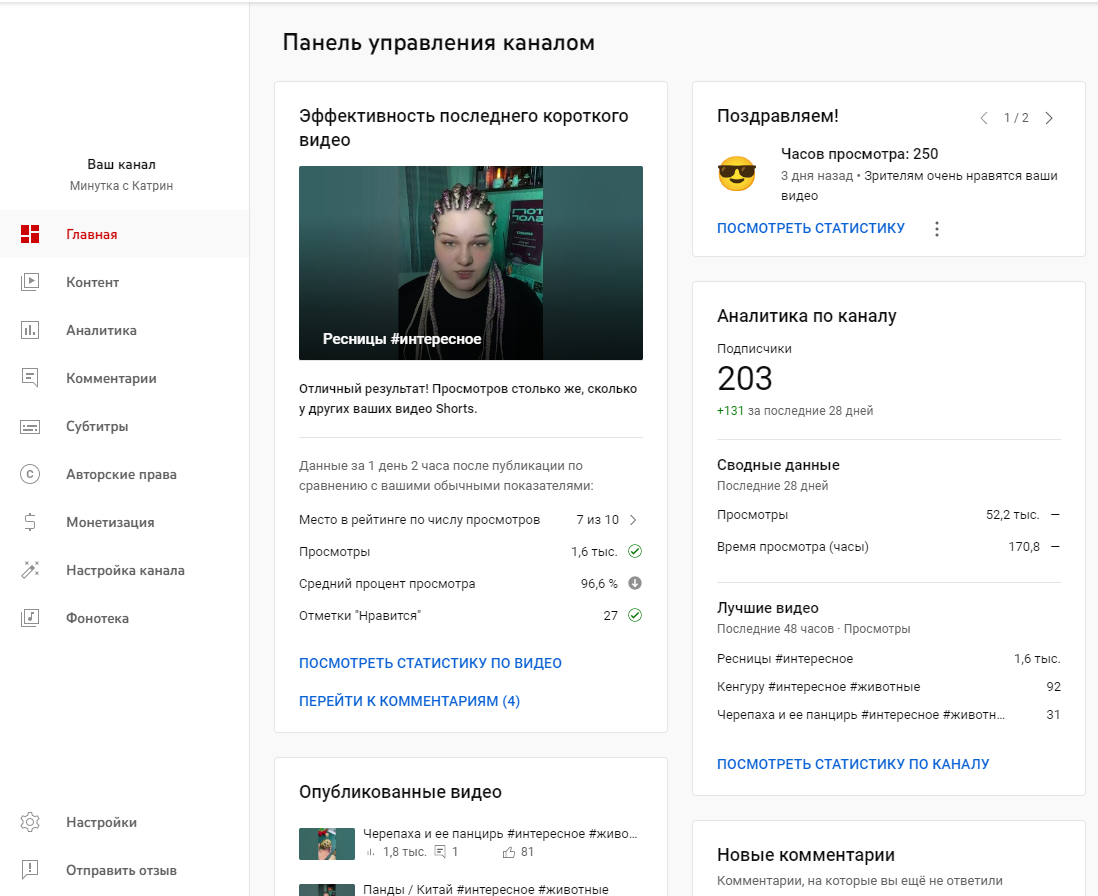 Панель управления каналом
Ваш канал
Минутка с Катрин
Главная
Контент
Аналитика
Комментарии
Субтитры
Авторские права
Монетизация
Настройка канала
Фонотека
Настройки
Отправить отзыв
Эффективность последнего короткого
видео
Ресницы #интересное
Отличный результат! Просмотров столько же, сколько
у других ваших видео Shorts.
Данные за 1 день 2 часа после публикации по
сравнению с вашими обычными показателями:
Место в рейтинге по числу просмотров 7 из 10
Просмотры 1,6 тыс.
Средний процент просмотра 96,6 %
Отметки "Нравится" 27
ПОСМОТРЕТЬ СТАТИСТИКУ ПО ВИДЕО
ПЕРЕЙТИ К КОММЕНТАРИЯМ (4)
Опубликованные видео
Черепаха и ее панцирь #интересное #живо...
1,8 тыс. 1 81
Панды / Китай #интересное #животные
Поздравляем!
1 / 2
Часов просмотра: 250
3 дня назад • Зрителям очень нравятся ваши
видео
ПОСМОТРЕТЬ СТАТИСТИКУ
Аналитика по каналу
Подписчики
203
+131 за последние 28 дней
Сводные данные
Последние 28 дней
Просмотры 52,2 тыс. —
Время просмотра (часы) 170,8 —
Лучшие видео
Последние 48 часов · Просмотры
Ресницы #интересное 1,6 тыс.
Кенгуру #интересное #животные 92
Черепаха и ее панцирь #интересное #животн... 31
ПОСМОТРЕТЬ СТАТИСТИКУ ПО КАНАЛУ
Новые комментарии
Комментарии, на которые вы ещё не ответили